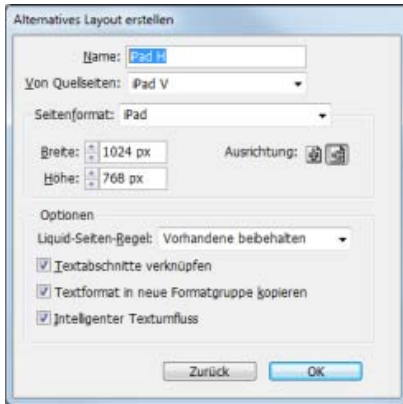 Alternatives Layout erstellen
Name: iPad H
Von Quellseiten: iPad V
Seitenformat: iPad
Breite: 1024 px
Ausrichtung:
Höhe: 768 px
Optionen
Liquid-Seiten-Regel: Vorhandene beibehalten
Textabschnitte verknüpfen
Textformat in neue Formatgruppe kopieren
Intelligenter Textumfluss
Zurück
OK